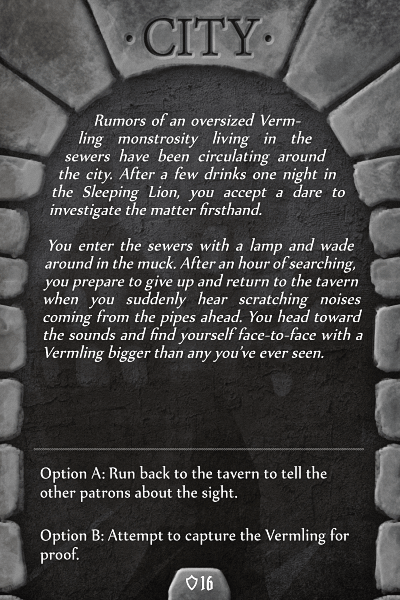 · CITY ·
Rumors of an oversized Verm-
ling monstrosity living in the
sewers have been circulating around
the city. After a few drinks one night in
the Sleeping Lion, you accept a dare to
investigate the matter firsthand.
You enter the sewers with a lamp and wade
around in the muck. After an hour of searching,
you prepare to give up and return to the tavern
when you suddenly hear scratching noises
coming from the pipes ahead. You head toward
the sounds and find yourself face-to-face with a
Vermling bigger than any you've ever seen.
Option A: Run back to the tavern to tell the
other patrons about the sight.
Option B: Attempt to capture the Vermling for
proof.
16